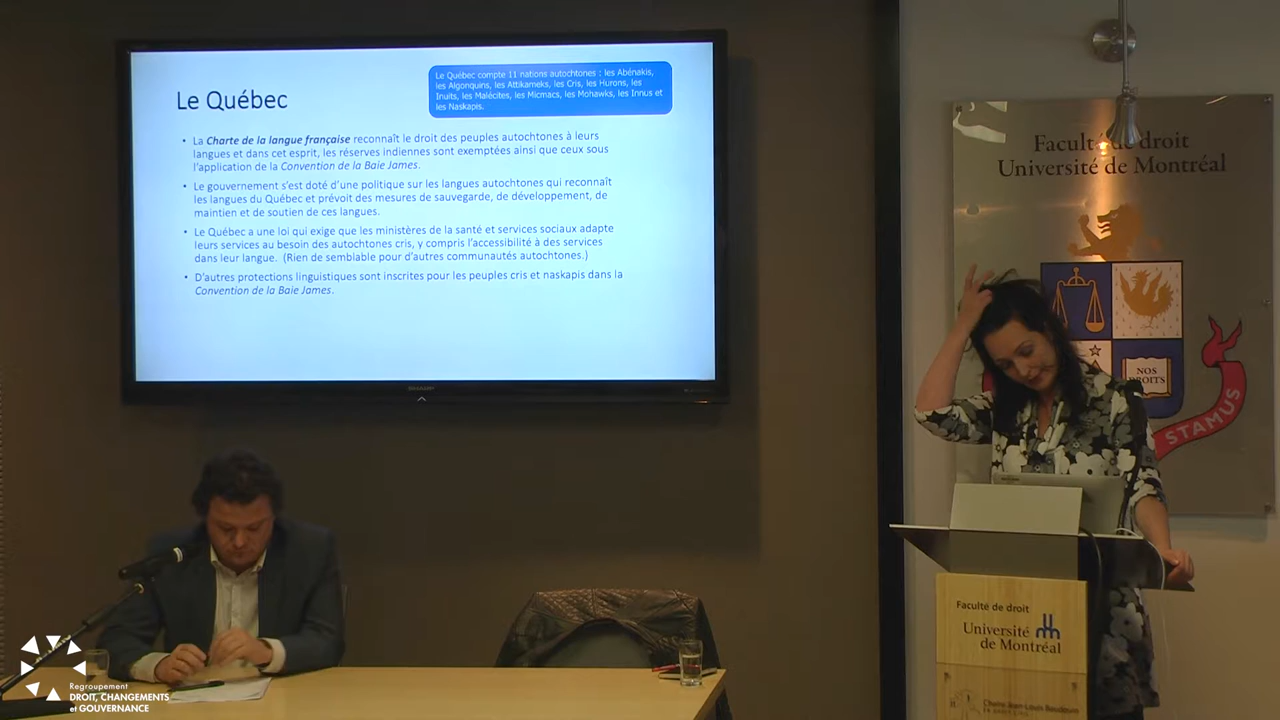 Le Québec
Le Québec compte 11 nations autochtones : les Abénakis,
les Algonquins, les Attikameks, les Cris, les Hurons, les
Inuits, les Malécites, les Micmacs, les Mohawks, les Innus et
les Naskapis.
• La Charte de la langue française reconnaît le droit des peuples autochtones à leurs
langues et dans cet esprit, les réserves indiennes sont exemptées ainsi que ceux sous
l'application de la Convention de la Baie James.
• Le gouvernement s'est doté d'une politique sur les langues autochtones qui reconnaît
les langues du Québec et prévoit des mesures de sauvegarde, de développement, de
maintien et de soutien de ces langues.
• Le Québec a une loi qui exige que les ministères de la santé et services sociaux adapte
leurs services au besoin des autochtones cris, y compris l'accessibilité à des services
dans leur langue. (Rien de semblable pour d'autres communautés autochtones.)
• D'autres protections linguistiques sont inscrites pour les peuples cris et naskapis dans la
Convention de la Baie James.
SHARP
Faculté de droit
Université de Montréal
NOS
DROITS
STAMUS
Faculté de droit
Université
de Montréal
Chaire Jean-Louis Baudouin
Regroupement
DROIT, CHANGEMENTS
et GOUVERNANCE